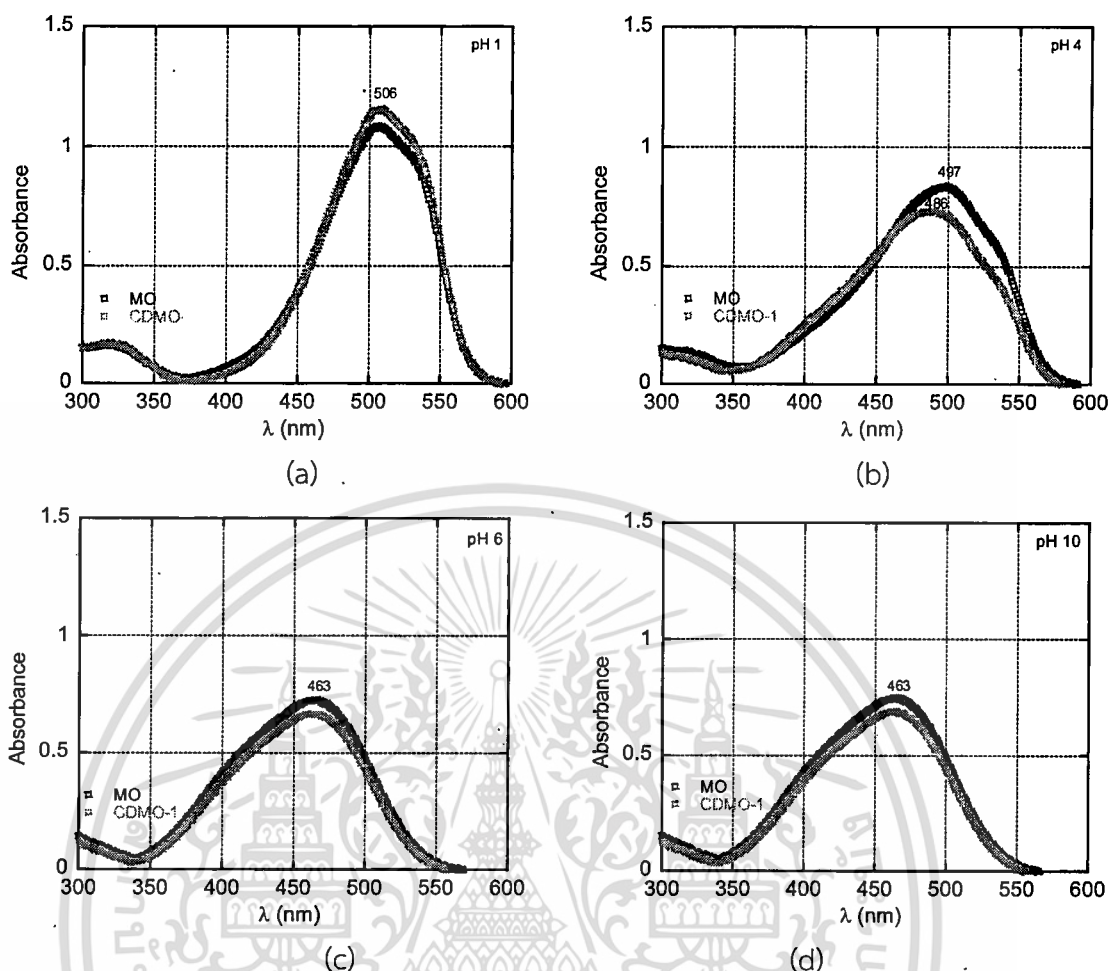 1.5
pH 1
506
1
Absorbance
0.5
MO
CDMO-
0
300 350 400 450 500 550 600
λ (nm)
(a)
1.5
pH 4
497
486
1
Absorbance
0.5
MO
CDMO-1
0
300 350 400 450 500 550 600
λ (nm)
(b)
1.5
pH 6
463
1
Absorbance
0.5
MO
CDMO-1
0
300 350 400 450 500 550 600
λ (nm)
(c)
1.5
pH 10
463
1
Absorbance
0.5
MO
CDMO-1
0
300 350 400 450 500 550 600
λ (nm)
(d)